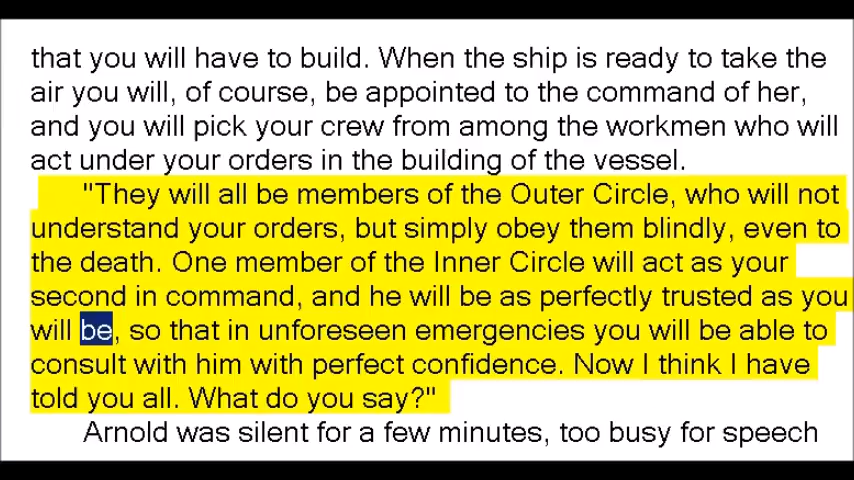 that you will have to build. When the ship is ready to take the
air you will, of course, be appointed to the command of her,
and you will pick your crew from among the workmen who will
act under your orders in the building of the vessel.
"They will all be members of the Outer Circle, who will not
understand your orders, but simply obey them blindly, even to
the death. One member of the Inner Circle will act as your
second in command, and he will be as perfectly trusted as you
will be, so that in unforeseen emergencies you will be able to
consult with him with perfect confidence. Now I think I have
told you all. What do you say?"
Arnold was silent for a few minutes, too busy for speech